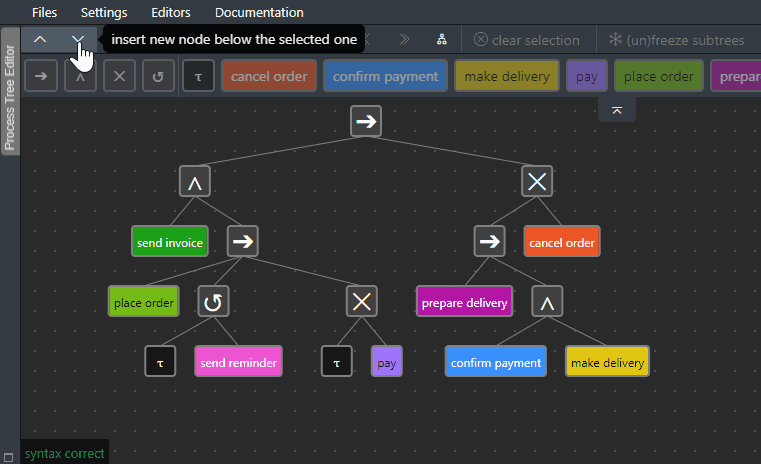 Files Settings Editors Documentation
insert new node below the selected one
clear selection
(un)freeze subtrees
Process Tree Editor
τ cancel order confirm payment make delivery pay place order prepar
send invoice
cancel order
place order
prepare delivery
τ send reminder τ pay confirm payment make delivery
syntax correct